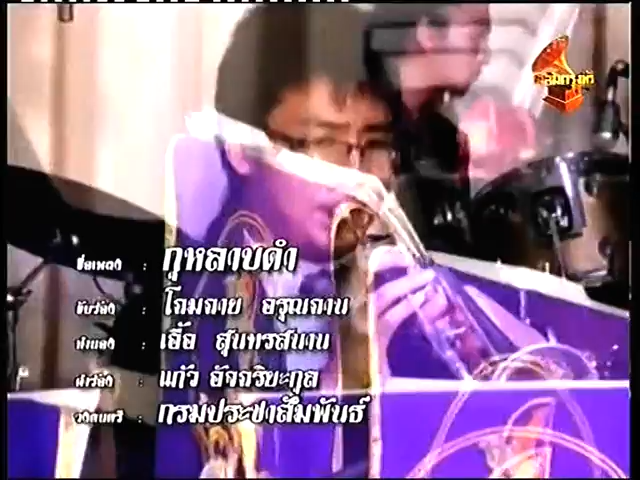 ชื่อเพลง : กุหลาบดำ
ขับร้อง : โฉมฉาย อรุณฉาน
ทำนอง : เอื้อ สุนทรสนาน
คำร้อง : แก้ว อัจฉริยะกุล
วงดนตรี : กรมประชาสัมพันธ์